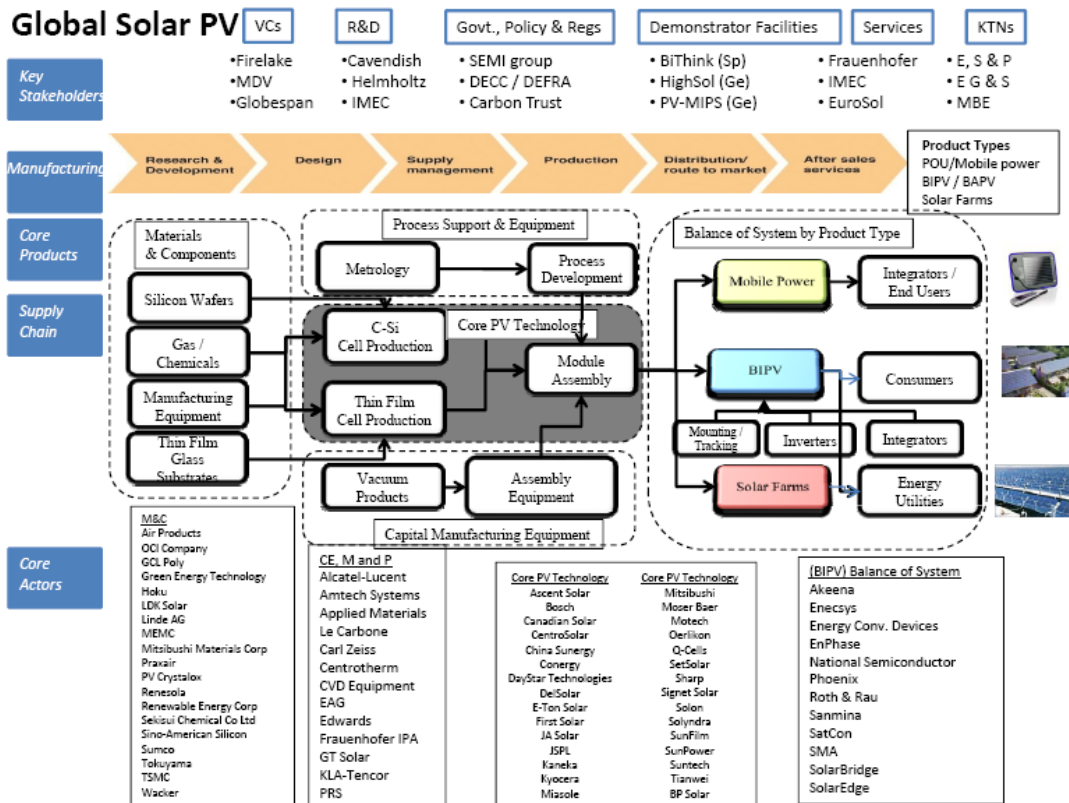 Global Solar PV
VCs
R&D
Govt., Policy & Regs
Demonstrator Facilities
Services
KTNs
Key
Stakeholders
•Firelake
•MDV
•Globespan
•Cavendish
•Helmholtz
•IMEC
•SEMI group
•DECC / DEFRA
•Carbon Trust
•BiThink (Sp)
•HighSol (Ge)
•PV-MIPS (Ge)
•Frauenhofer
•IMEC
•EuroSol
•E, S & P
•E G & S
•MBE
Manufacturing
Research &
Development
Design
Supply
management
Production
Distribution/
route to market
After sales
services
Product Types
POU/Mobile power
BIPV / BAPV
Solar Farms
Core
Products
Supply
Chain
Materials
& Components
Silicon Wafers
Gas /
Chemicals
Manufacturing
Equipment
Thin Film
Glass
Substrates
Process Support & Equipment
Metrology
Process
Development
C-Si
Cell Production
Core PV Technology
Module
Assembly
Thin Film
Cell Production
Vacuum
Products
Assembly
Equipment
Capital Manufacturing Equipment
Balance of System by Product Type
Mobile Power
Integrators /
End Users
BIPV
Consumers
Mounting /
Tracking
Inverters
Integrators
Solar Farms
Energy
Utilities
Core
Actors
M&C
Air Products
OCI Company
GCL Poly
Green Energy Technology
Hoku
LDK Solar
Linde AG
MEMC
Mitsibushi Materials Corp
Praxair
PV Crystalox
Renesola
Renewable Energy Corp
Sekisui Chemical Co Ltd
Sino-American Silicon
Sumco
Tokuyama
TSMC
Wacker
CE, M and P
Alcatel-Lucent
Amtech Systems
Applied Materials
Le Carbone
Carl Zeiss
Centrotherm
CVD Equipment
EAG
Edwards
Frauenhofer IPA
GT Solar
KLA-Tencor
PRS
Core PV Technology
Ascent Solar
Bosch
Canadian Solar
CentroSolar
China Sunergy
Conergy
DayStar Technologies
DelSolar
E-Ton Solar
First Solar
JA Solar
JSPL
Kaneka
Kyocera
Miasole
Core PV Technology
Mitsibushi
Moser Baer
Motech
Oerlikon
Q-Cells
SetSolar
Sharp
Signet Solar
Solon
Solyndra
SunFilm
SunPower
Suntech
Tianwei
BP Solar
(BIPV) Balance of System
Akeena
Enecsys
Energy Conv. Devices
EnPhase
National Semiconductor
Phoenix
Roth & Rau
Sanmina
SatCon
SMA
SolarBridge
SolarEdge